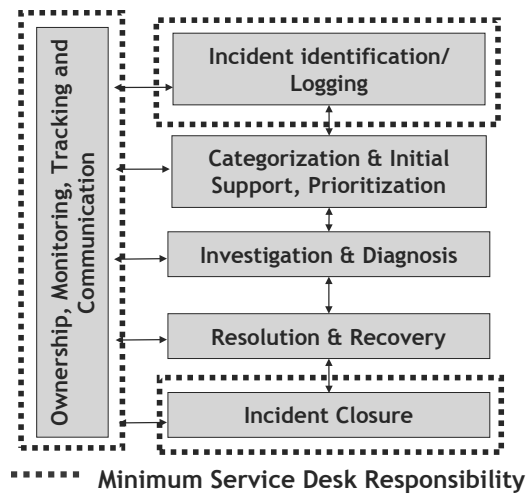 Ownership, Monitoring, Tracking and
Communication
Incident identification/
Logging
Categorization & Initial
Support, Prioritization
Investigation & Diagnosis
Resolution & Recovery
Incident Closure
Minimum Service Desk Responsibility